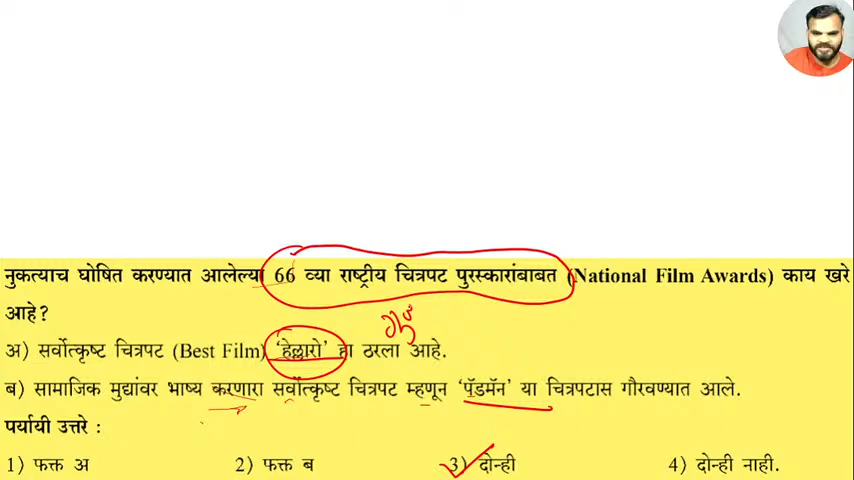 नुकत्याच घोषित करण्यात आलेल्या 66 व्या राष्ट्रीय चित्रपट पुरस्कारांबाबत (National Film Awards) काय खरे
आहे?
अ) सर्वोत्कृष्ट चित्रपट (Best Film) 'हेल्लारो' हा ठरला आहे.
ब) सामाजिक मुद्यांवर भाष्य करणारा सर्वोत्कृष्ट चित्रपट म्हणून 'पॅडमॅन' या चित्रपटास गौरवण्यात आले.
पर्यायी उत्तरे :
1) फक्त अ 2) फक्त ब 3) दोन्ही 4) दोन्ही नाही.